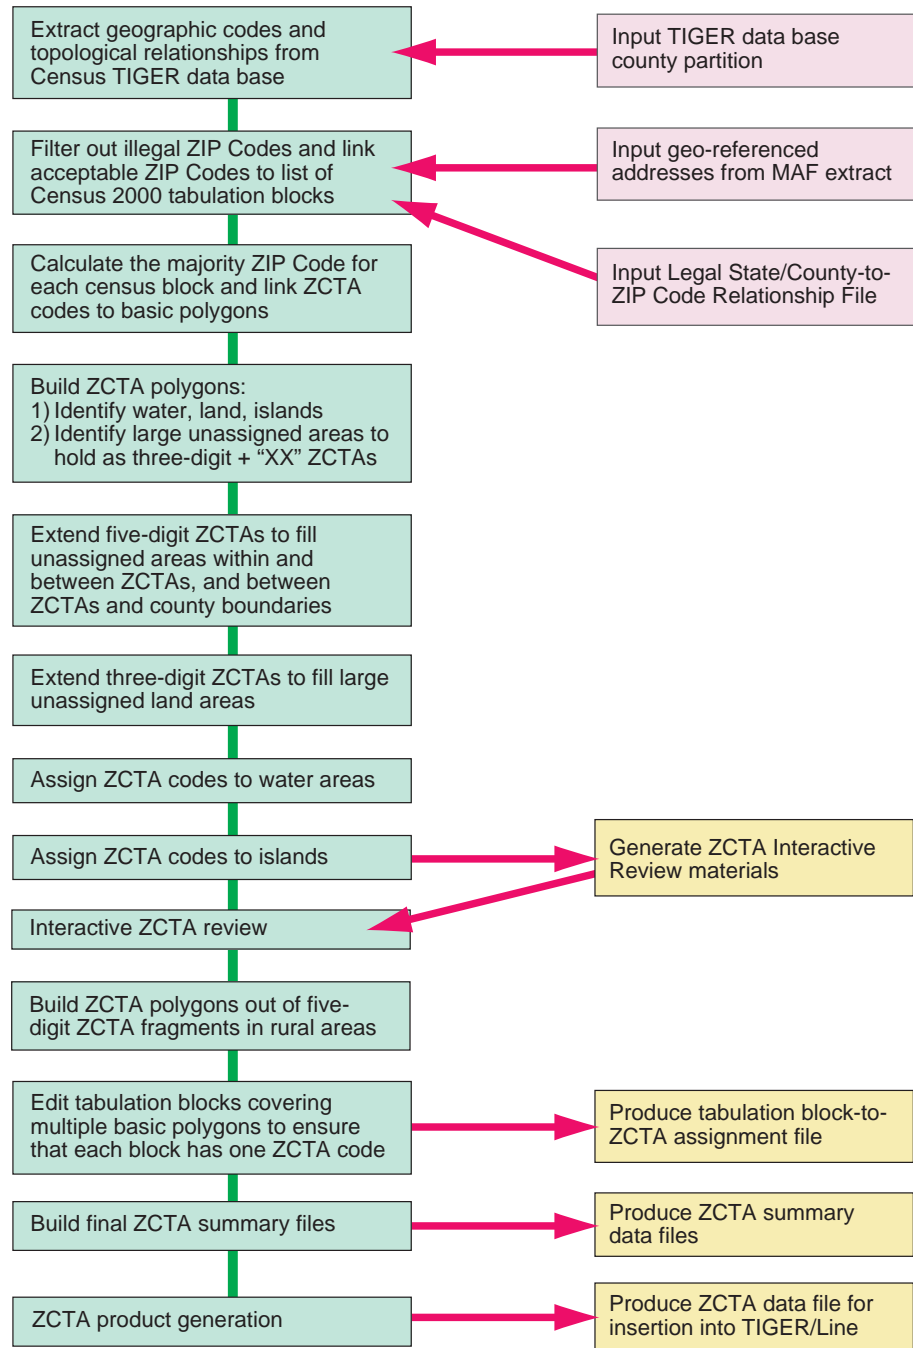 Extract geographic codes and
topological relationships from
Census TIGER data base
Input TIGER data base
county partition
Filter out illegal ZIP Codes and link
acceptable ZIP Codes to list of
Census 2000 tabulation blocks
Input geo-referenced
addresses from MAF extract
Input Legal State/County-to-
ZIP Code Relationship File
Calculate the majority ZIP Code for
each census block and link ZCTA
codes to basic polygons
Build ZCTA polygons:
1) Identify water, land, islands
2) Identify large unassigned areas to
hold as three-digit + “XX” ZCTAs
Extend five-digit ZCTAs to fill
unassigned areas within and
between ZCTAs, and between
ZCTAs and county boundaries
Extend three-digit ZCTAs to fill large
unassigned land areas
Assign ZCTA codes to water areas
Assign ZCTA codes to islands
Generate ZCTA Interactive
Review materials
Interactive ZCTA review
Build ZCTA polygons out of five-
digit ZCTA fragments in rural areas
Edit tabulation blocks covering
multiple basic polygons to ensure
that each block has one ZCTA code
Produce tabulation block-to-
ZCTA assignment file
Build final ZCTA summary files
Produce ZCTA summary
data files
ZCTA product generation
Produce ZCTA data file for
insertion into TIGER/Line